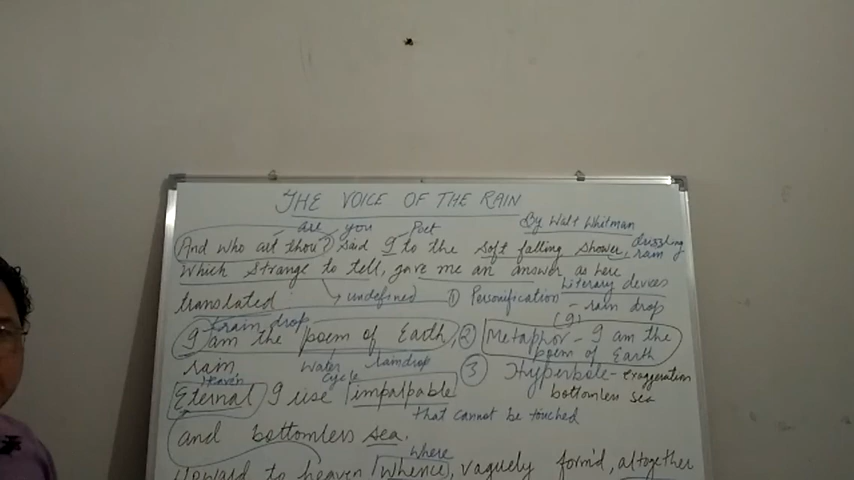 THE VOICE OF THE RAIN
By Walt Whitman
are you Poet
And who art thou? said I to the soft falling shower, drizzling rain
Which strange to tell, gave me an answer, as here
Literary devices
translated undefined ① Personification - rain drop
(I)
rain drop
I am the poem of Earth, ② Metaphor - I am the poem of Earth
rain Water cycle raindrop
③ Hyperbole - exaggeration
bottomless sea
Eternal I rise impalpable
that cannot be touched
and bottomless sea.
where
Upward to heaven whence, vaguely form'd, altogether